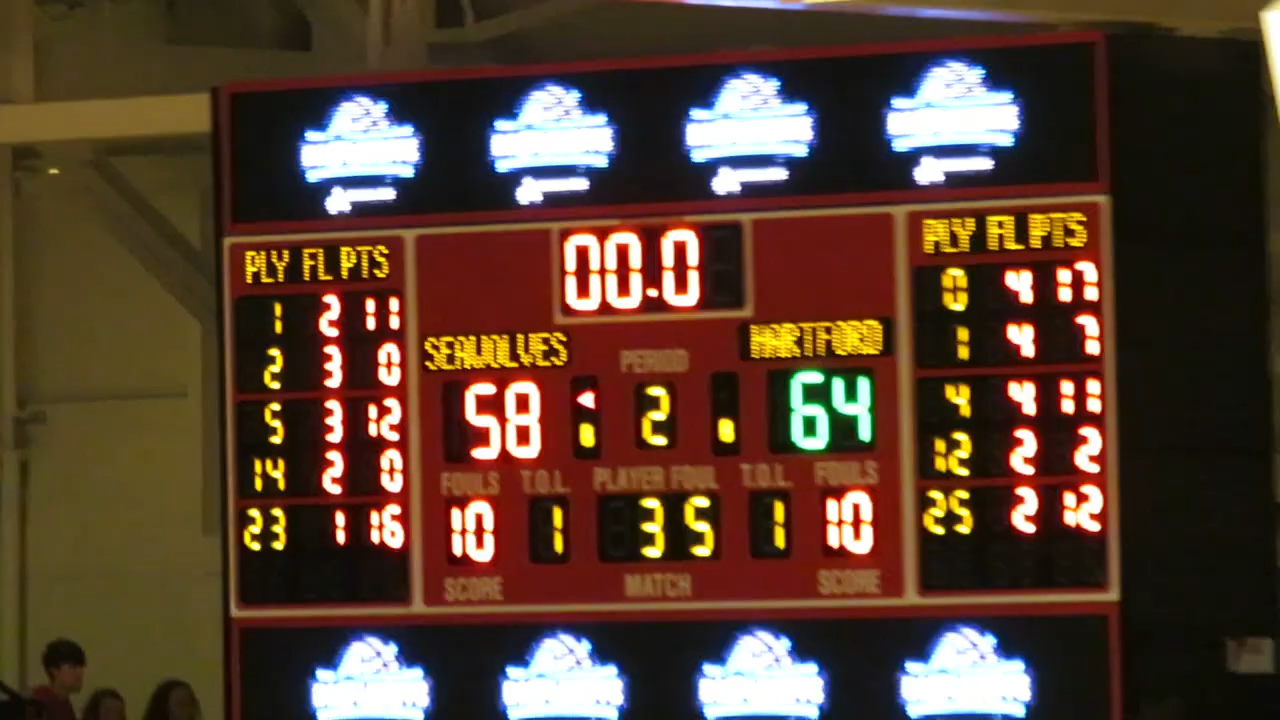 00.0
PLY FL PTS
1 2 11
2 3 0
5 3 12
14 2 0
23 1 16
SEAWOLVES
58
PERIOD
2
HARTFORD
64
FOULS T.O.L. PLAYER FOUL T.O.L. FOULS
10 1 3 5 1 10
SCORE MATCH SCORE
PLY FL PTS
0 4 17
1 4 7
4 4 11
12 2 2
25 2 12